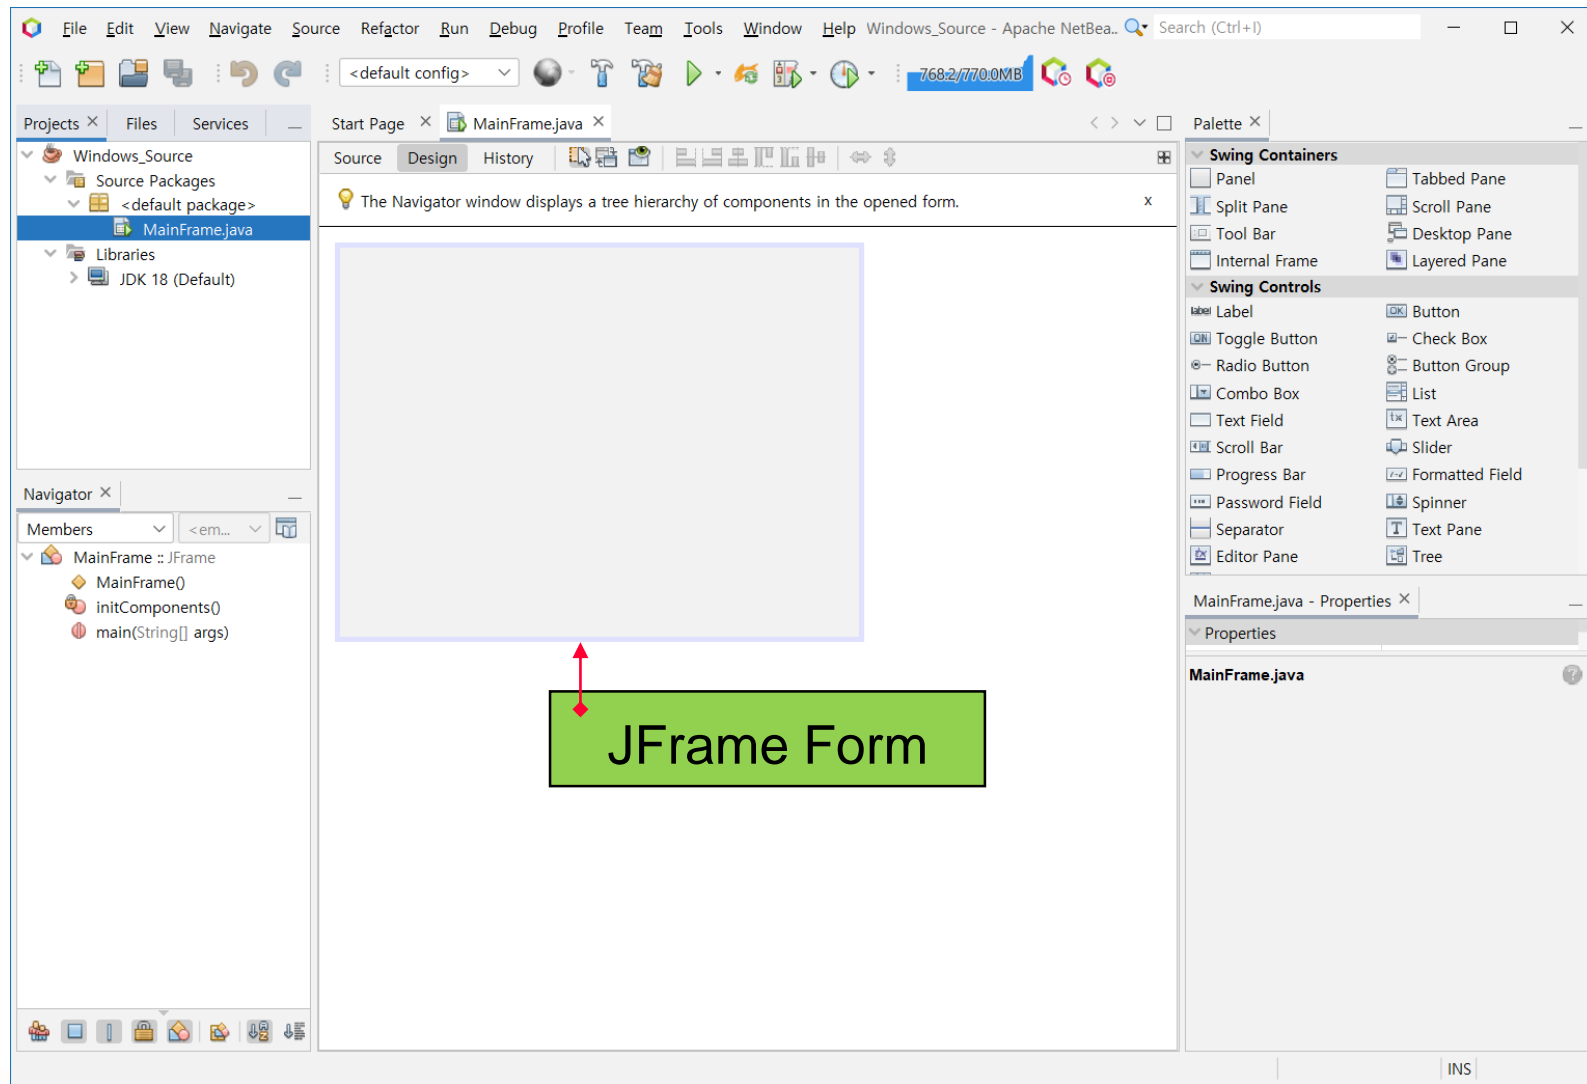 File Edit View Navigate Source Refactor Run Debug Profile Team Tools Window Help Windows_Source - Apache NetBea.. Search (Ctrl+I)
<default config> 768.2/770.0MB
Projects Files Services
Windows_Source
Source Packages
<default package>
MainFrame.java
Libraries
JDK 18 (Default)
Navigator
Members <em...
MainFrame :: JFrame
MainFrame()
initComponents()
main(String[] args)
Start Page MainFrame.java
Source Design History
The Navigator window displays a tree hierarchy of components in the opened form. x
JFrame Form
Palette
Swing Containers
Panel Tabbed Pane
Split Pane Scroll Pane
Tool Bar Desktop Pane
Internal Frame Layered Pane
Swing Controls
label Label OK Button
ON Toggle Button Check Box
Radio Button Button Group
Combo Box List
Text Field Text Area
Scroll Bar Slider
Progress Bar Formatted Field
Password Field Spinner
Separator T Text Pane
Editor Pane Tree
MainFrame.java - Properties
Properties
MainFrame.java ?
INS